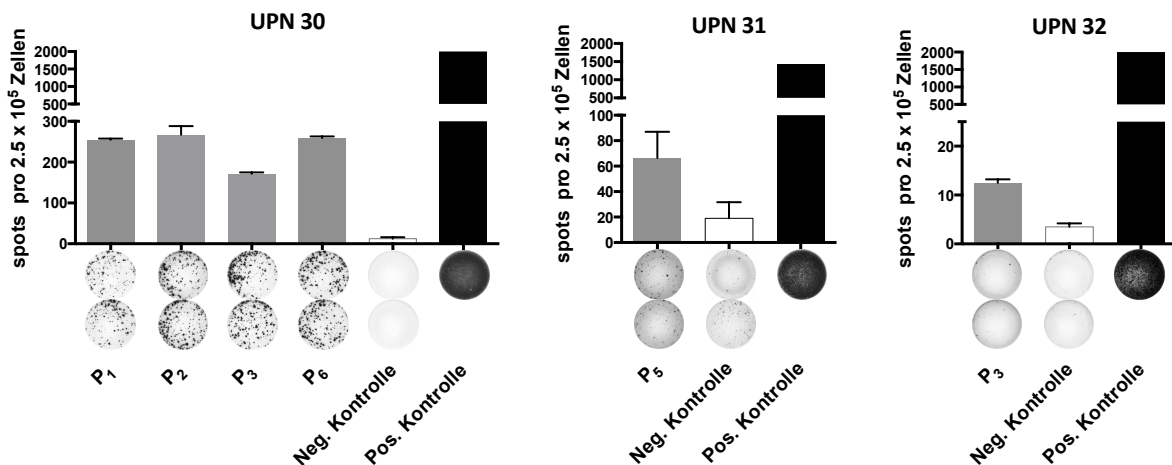 UPN 30
spots pro 2.5 x 10⁵ Zellen
2000
1500
1000
500
300
200
100
0
P₁
P₂
P₃
P₆
Neg. Kontrolle
Pos. Kontrolle
UPN 31
spots pro 2.5 x 10⁵ Zellen
2000
1500
1000
500
100
80
60
40
20
0
P₅
Neg. Kontrolle
Pos. Kontrolle
UPN 32
spots pro 2.5 x 10⁵ Zellen
2000
1500
1000
500
20
10
0
P₃
Neg. Kontrolle
Pos. Kontrolle